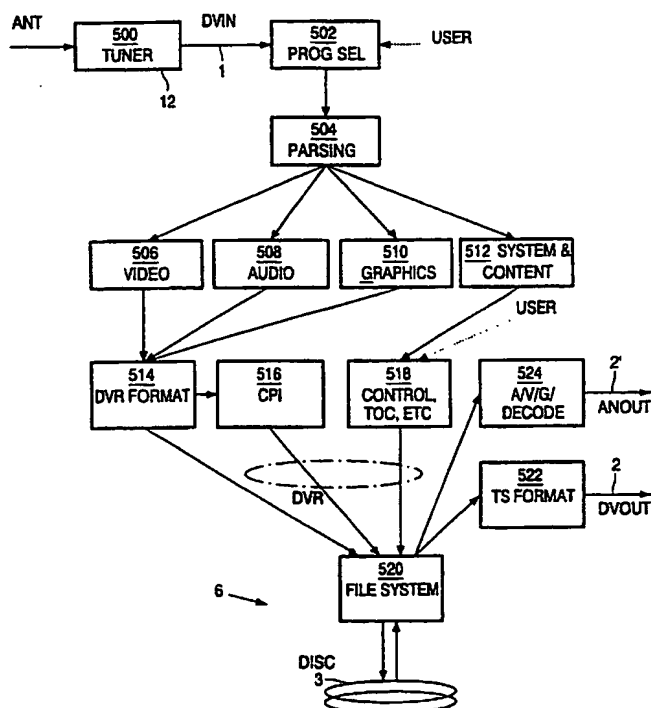 ANT
500
TUNER
12
DVIN
1
502
PROG SEL
USER
504
PARSING
506
VIDEO
508
AUDIO
510
GRAPHICS
512 SYSTEM &
CONTENT
USER
514
DVR FORMAT
516
CPI
518
CONTROL,
TOC, ETC
524
A/V/G/
DECODE
2'
ANOUT
DVR
522
TS FORMAT
2
DVOUT
6
520
FILE SYSTEM
DISC
3